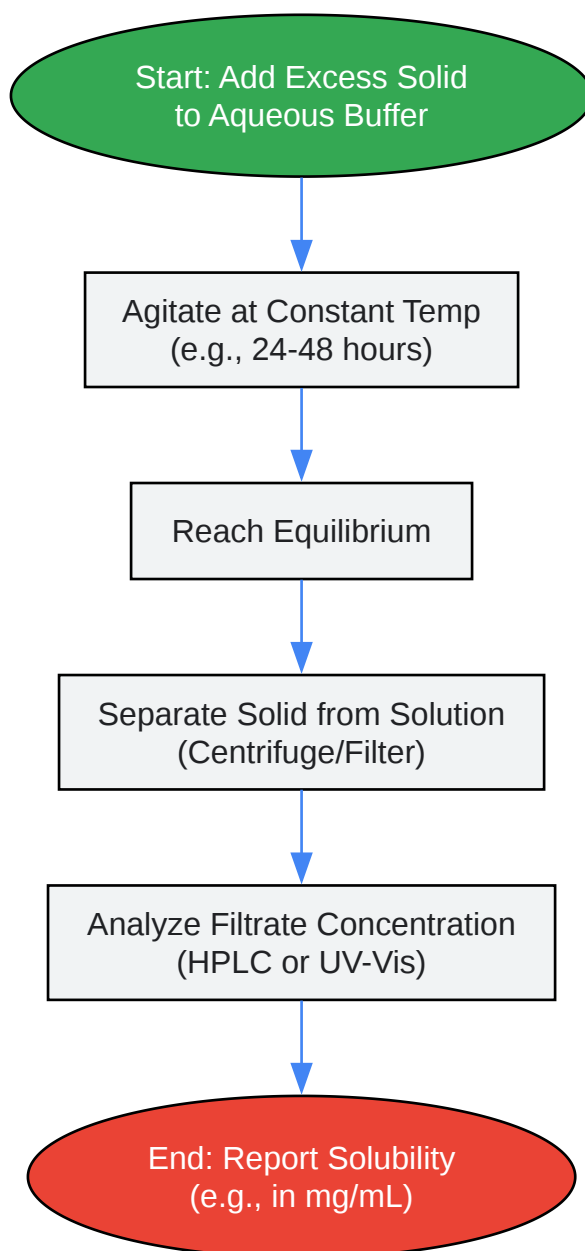 Start: Add Excess Solid
to Aqueous Buffer
Agitate at Constant Temp
(e.g., 24-48 hours)
Reach Equilibrium
Separate Solid from Solution
(Centrifuge/Filter)
Analyze Filtrate Concentration
(HPLC or UV-Vis)
End: Report Solubility
(e.g., in mg/mL)